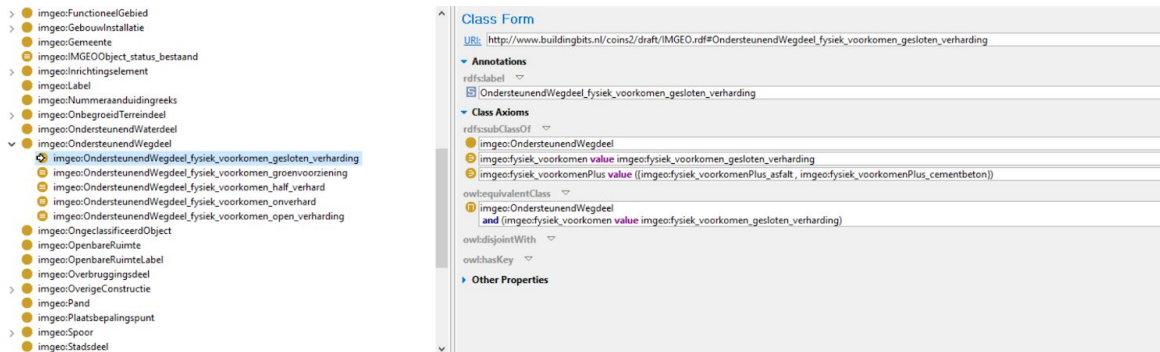 imgeo:FunctioneelGebied
imgeo:GebouwInstallatie
imgeo:Gemeente
imgeo:IMGEOObject_status_bestaand
imgeo:Inrichtingselement
imgeo:Label
imgeo:Nummeraanduidingreeks
imgeo:OnbegroeidTerreindeel
imgeo:OndersteunendWaterdeel
imgeo:OndersteunendWegdeel
imgeo:OndersteunendWegdeel_fysiek_voorkomen_gesloten_verharding
imgeo:OndersteunendWegdeel_fysiek_voorkomen_groenvoorziening
imgeo:OndersteunendWegdeel_fysiek_voorkomen_half_verhard
imgeo:OndersteunendWegdeel_fysiek_voorkomen_onverhard
imgeo:OndersteunendWegdeel_fysiek_voorkomen_open_verharding
imgeo:OngeclassificeerdObject
imgeo:OpenbareRuimte
imgeo:OpenbareRuimteLabel
imgeo:Overbruggingsdeel
imgeo:OverigeConstructie
imgeo:Pand
imgeo:Plaatsbepalingspunt
imgeo:Spoor
imgeo:Stadsdeel
Class Form
URI: http://www.buildingbits.nl/coins2/draft/IMGEO.rdf#OndersteunendWegdeel_fysiek_voorkomen_gesloten_verharding
Annotations
rdfs:label
OndersteunendWegdeel_fysiek_voorkomen_gesloten_verharding
Class Axioms
rdfs:subClassOf
imgeo:OndersteunendWegdeel
imgeo:fysiek_voorkomen value imgeo:fysiek_voorkomen_gesloten_verharding
imgeo:fysiek_voorkomenPlus value ({imgeo:fysiek_voorkomenPlus_asfalt , imgeo:fysiek_voorkomenPlus_cementbeton})
owl:equivalentClass
imgeo:OndersteunendWegdeel
and (imgeo:fysiek_voorkomen value imgeo:fysiek_voorkomen_gesloten_verharding)
owl:disjointWith
owl:hasKey
Other Properties